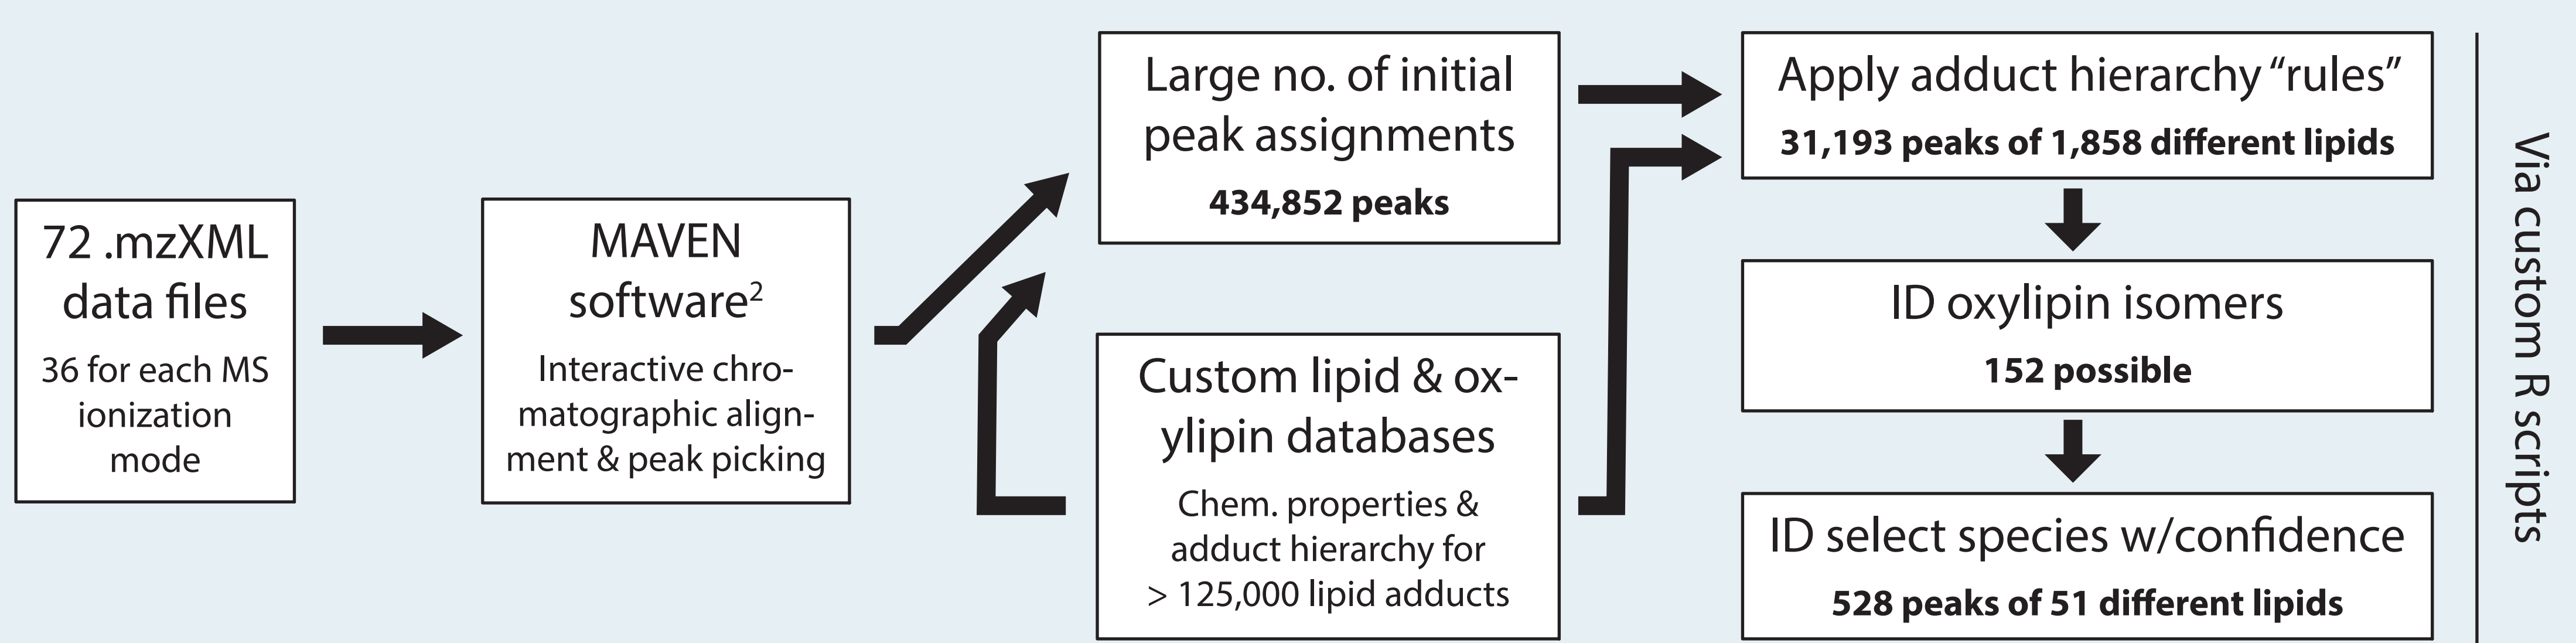 72 .mzXML
data files
36 for each MS
ionization
mode
MAVEN
software²
Interactive chro-
matographic align-
ment & peak picking
Large no. of initial
peak assignments
434,852 peaks
Custom lipid & ox-
ylipin databases
Chem. properties &
adduct hierarchy for
> 125,000 lipid adducts
Apply adduct hierarchy “rules”
31,193 peaks of 1,858 different lipids
ID oxylipin isomers
152 possible
ID select species w/confidence
528 peaks of 51 different lipids
Via custom R scripts